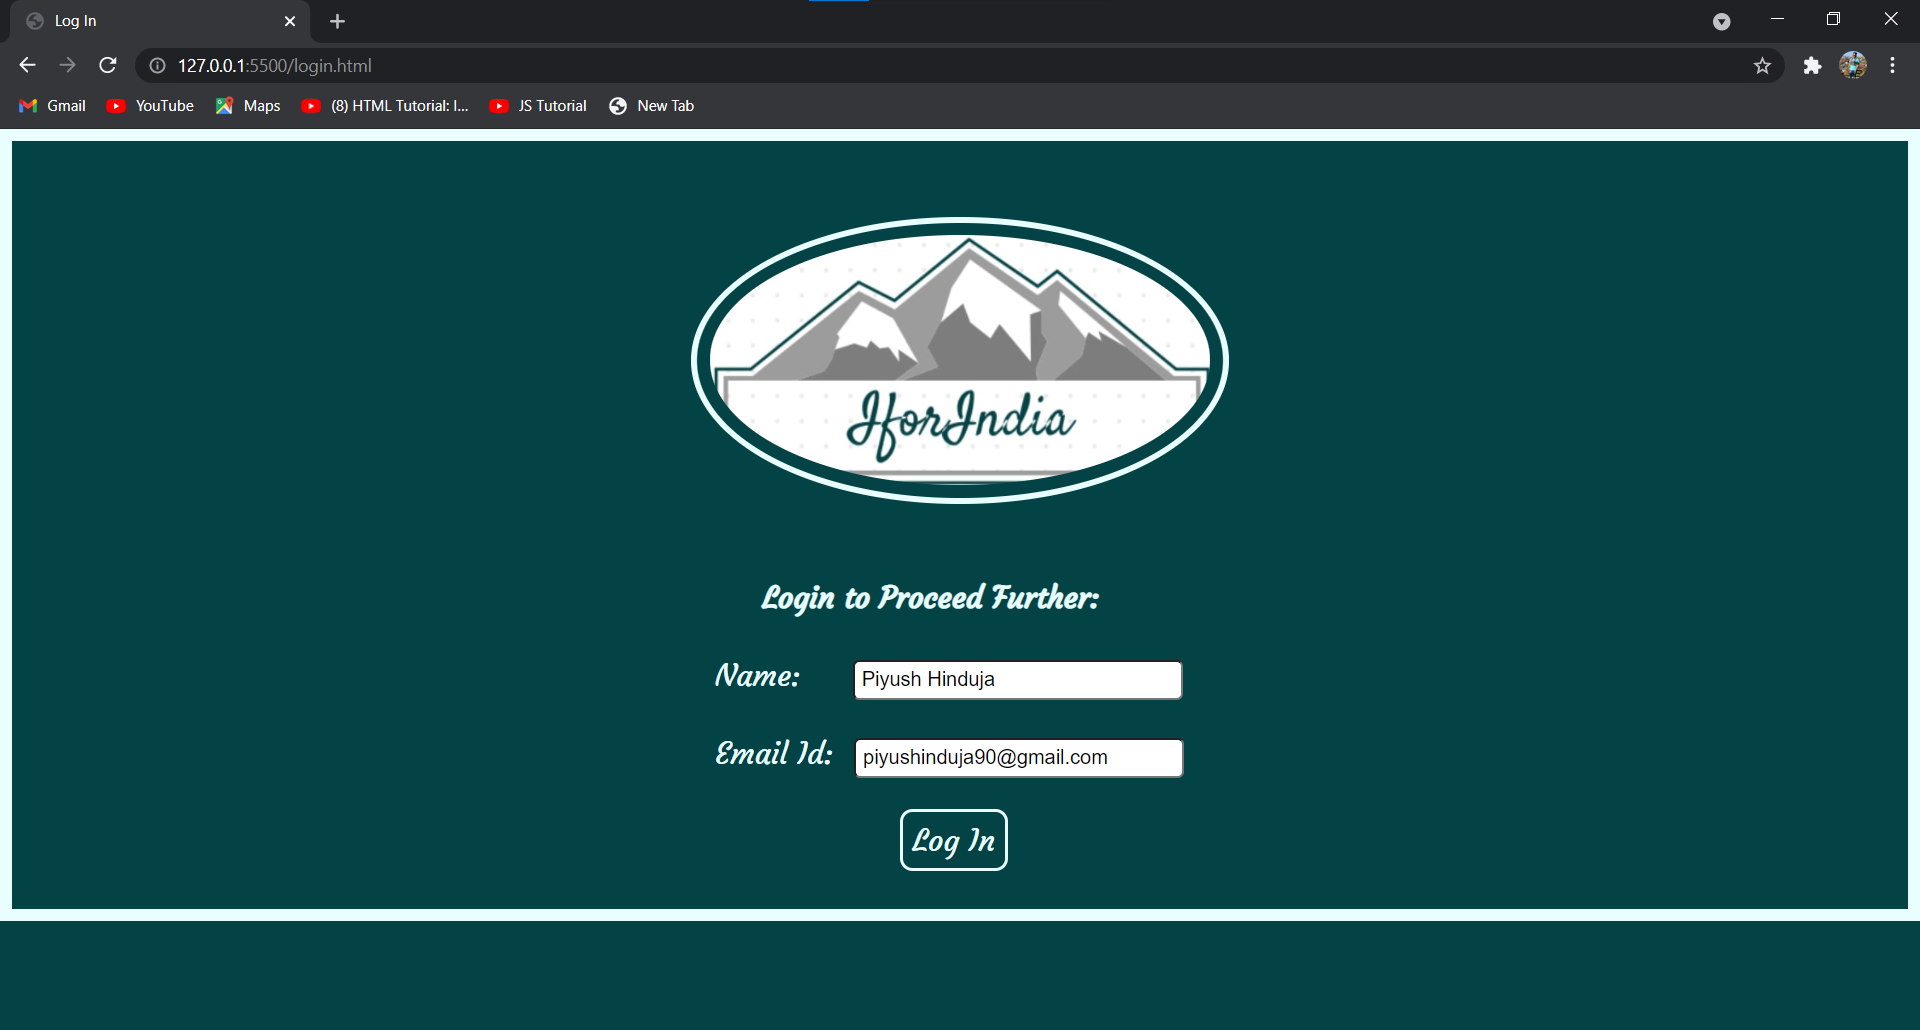 Log In
127.0.0.1:5500/login.html
Gmail YouTube Maps (8) HTML Tutorial: I... JS Tutorial New Tab
IforIndia
Login to Proceed Further:
Name: Piyush Hinduja
Email Id: piyushinduja90@gmail.com
Log In